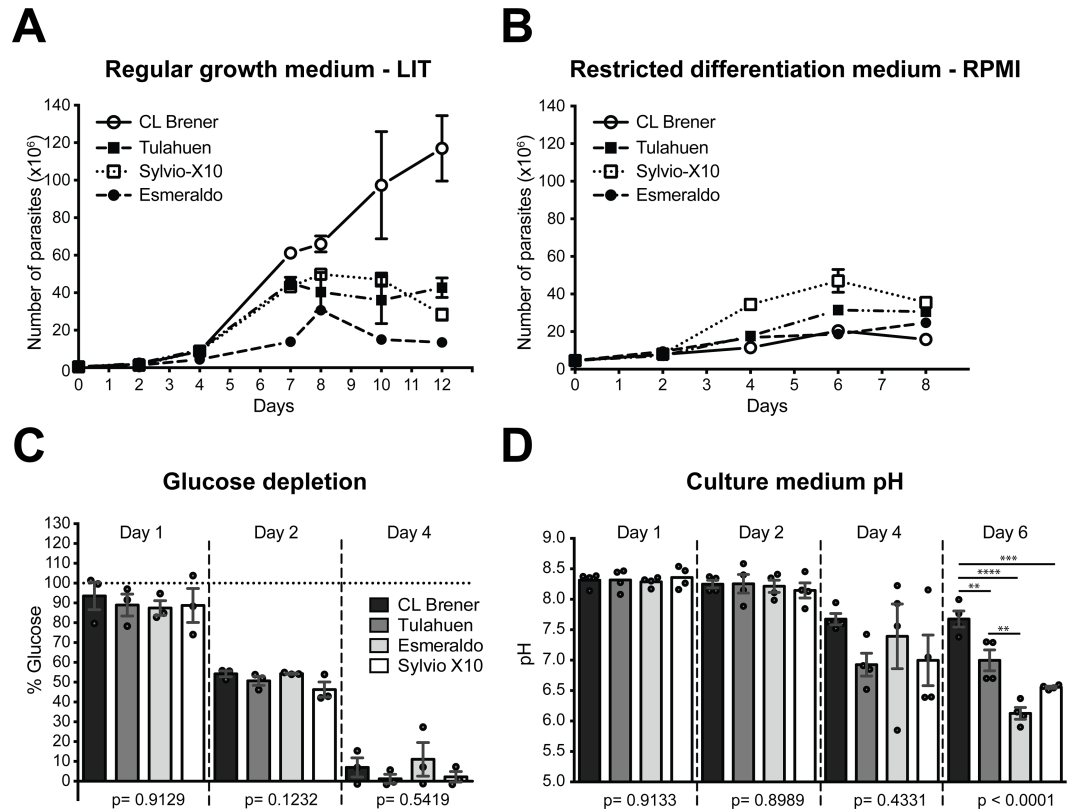 A
Regular growth medium - LIT
Number of parasites (x10⁶)
140
120
100
80
60
40
20
0
CL Brener
Tulahuen
Sylvio-X10
Esmeraldo
0 1 2 3 4 5 6 7 8 9 10 11 12
Days
B
Restricted differentiation medium - RPMI
Number of parasites (x10⁶)
140
120
100
80
60
40
20
0
CL Brener
Tulahuen
Sylvio-X10
Esmeraldo
0 1 2 3 4 5 6 7 8
Days
C
Glucose depletion
% Glucose
130
120
110
100
90
80
70
60
50
40
30
20
10
0
Day 1 Day 2 Day 4
CL Brener
Tulahuen
Esmeraldo
Sylvio X10
p= 0.9129 p= 0.1232 p= 0.5419
D
Culture medium pH
pH
9.0
8.5
8.0
7.5
7.0
6.5
6.0
5.5
5.0
Day 1 Day 2 Day 4 Day 6
***
****
**
**
p= 0.9133 p= 0.8989 p= 0.4331 p < 0.0001